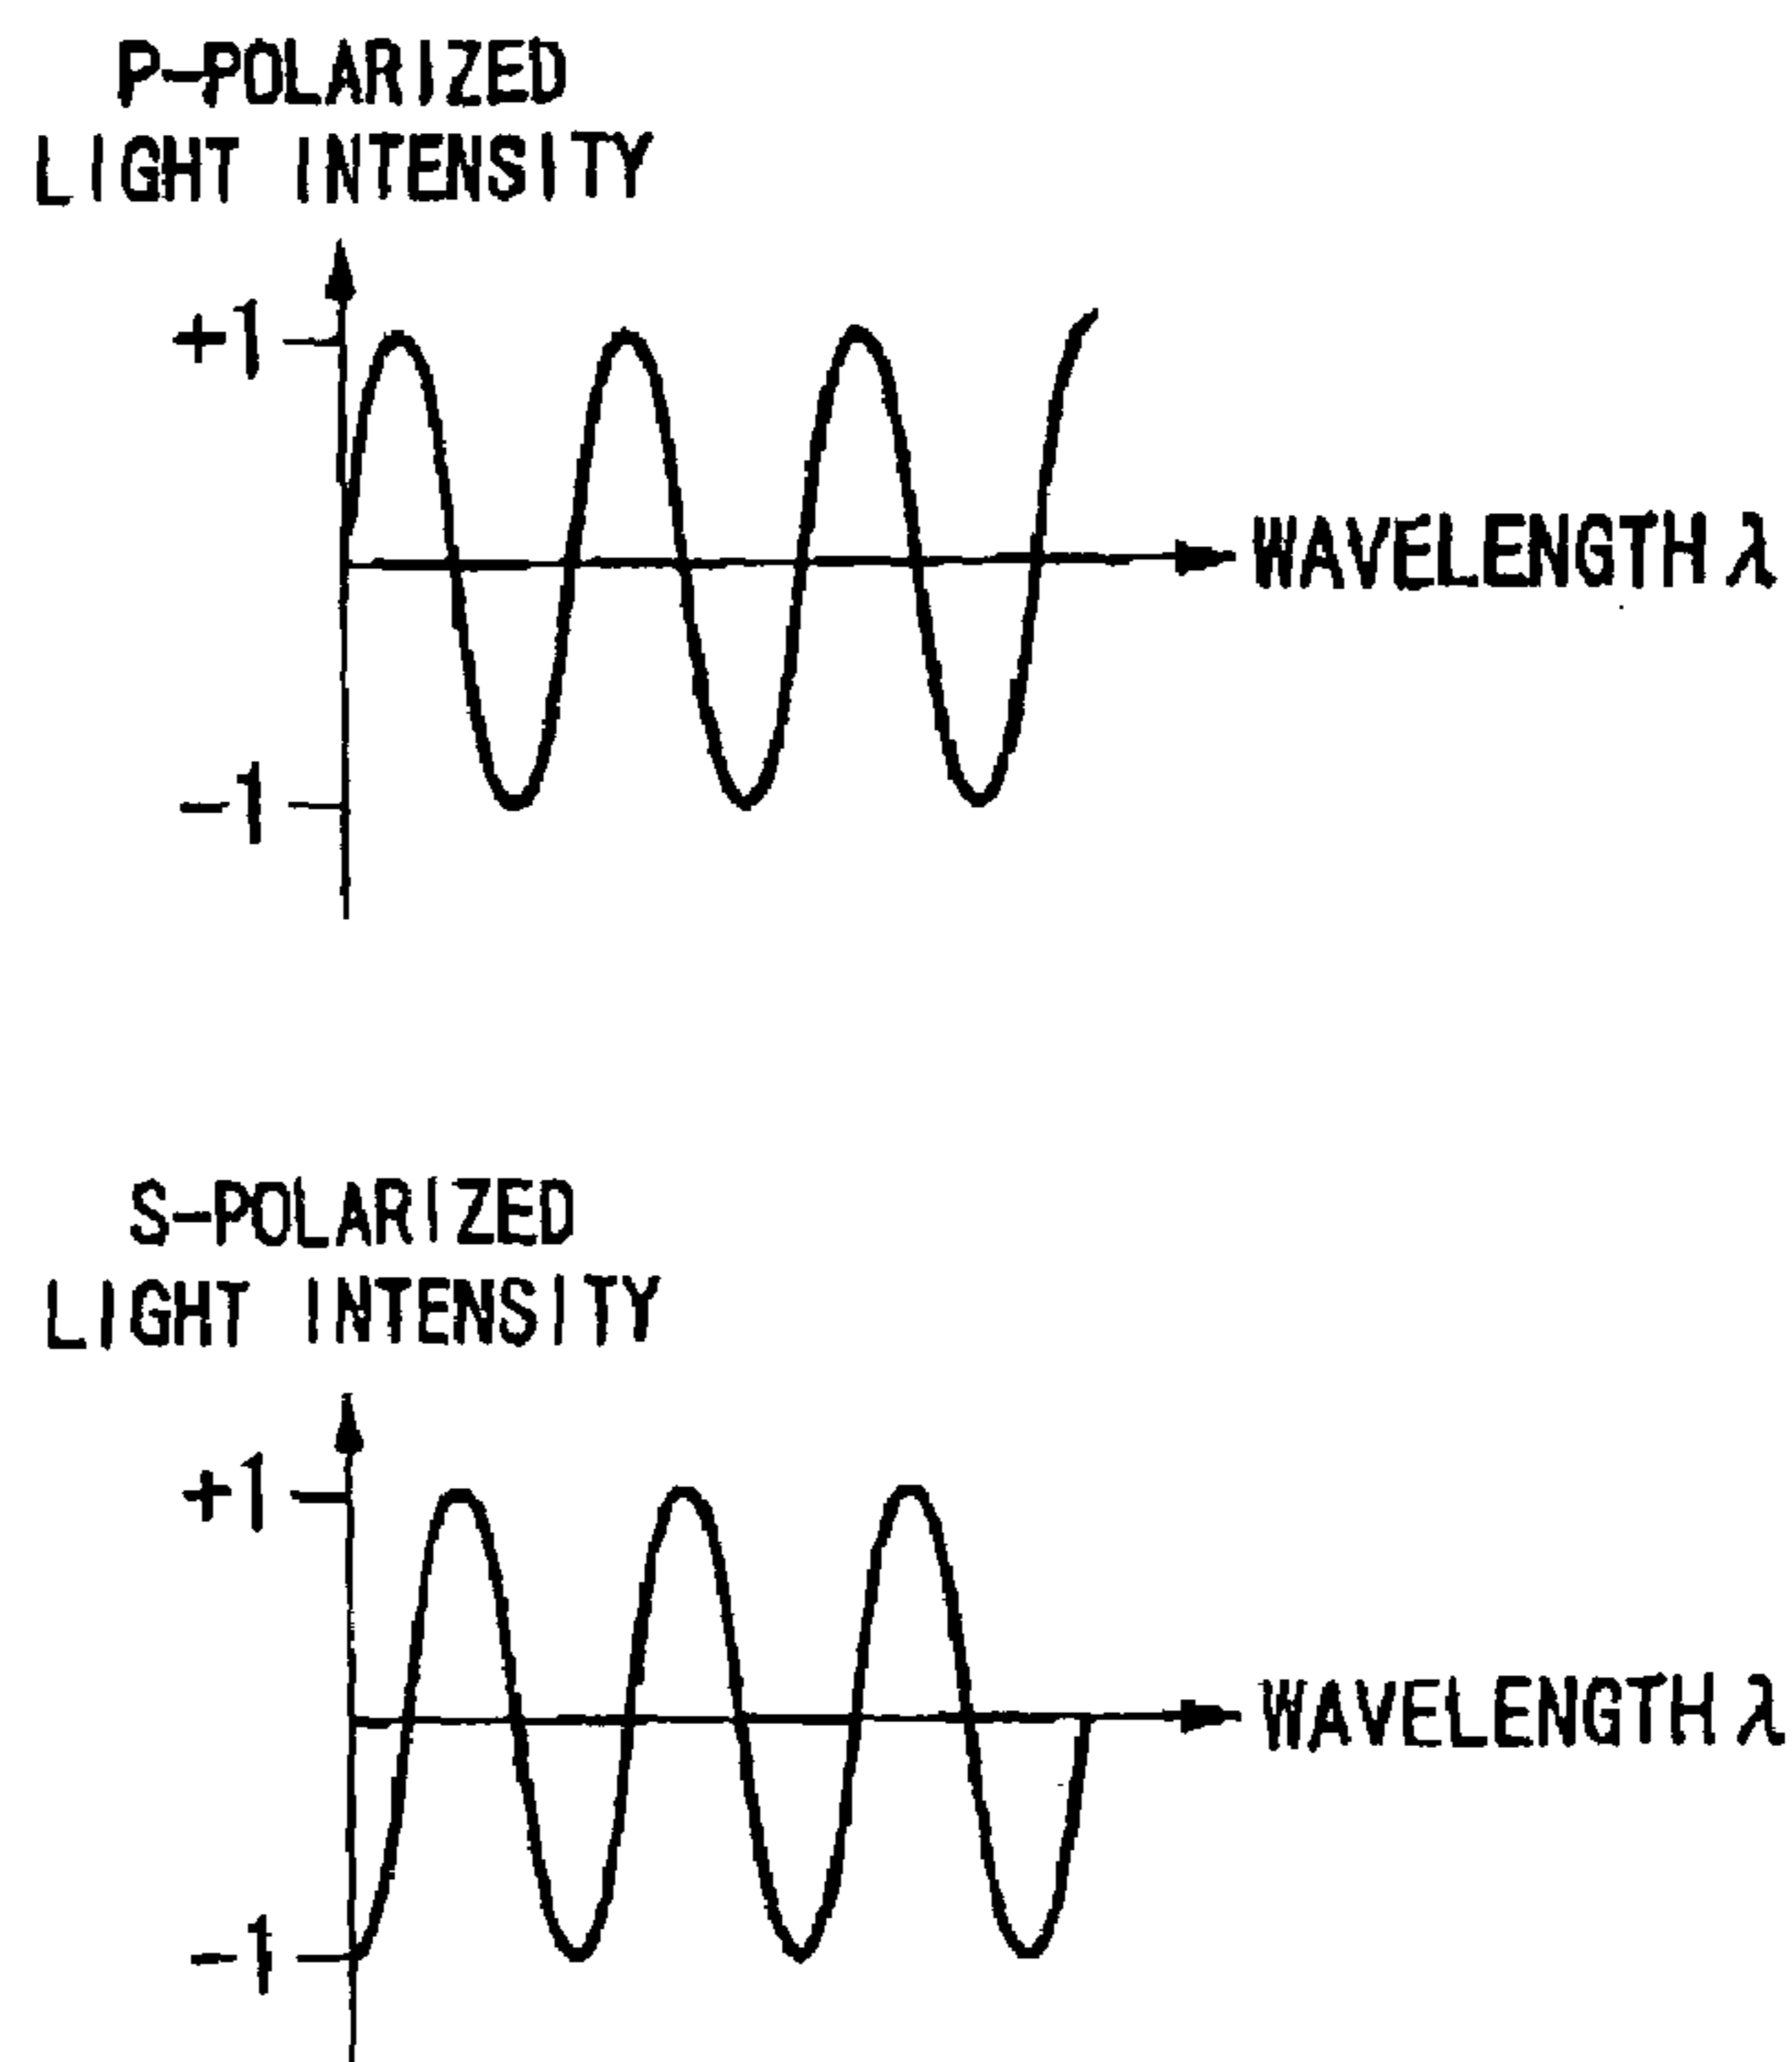 P-POLARIZED
LIGHT INTENSITY
+1
WAVELENGTH λ
-1
S-POLARIZED
LIGHT INTENSITY
+1
WAVELENGTH λ
-1